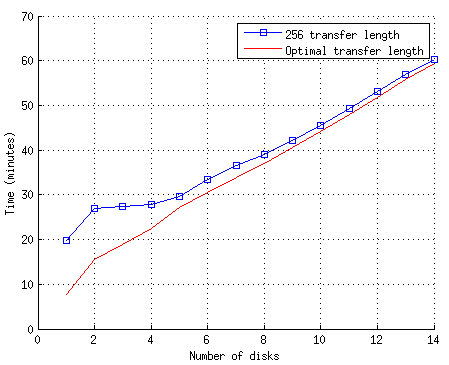 70
60
50
40
30
20
10
0
Time (minutes)
256 transfer length
Optimal transfer length
0 2 4 6 8 10 12 14
Number of disks